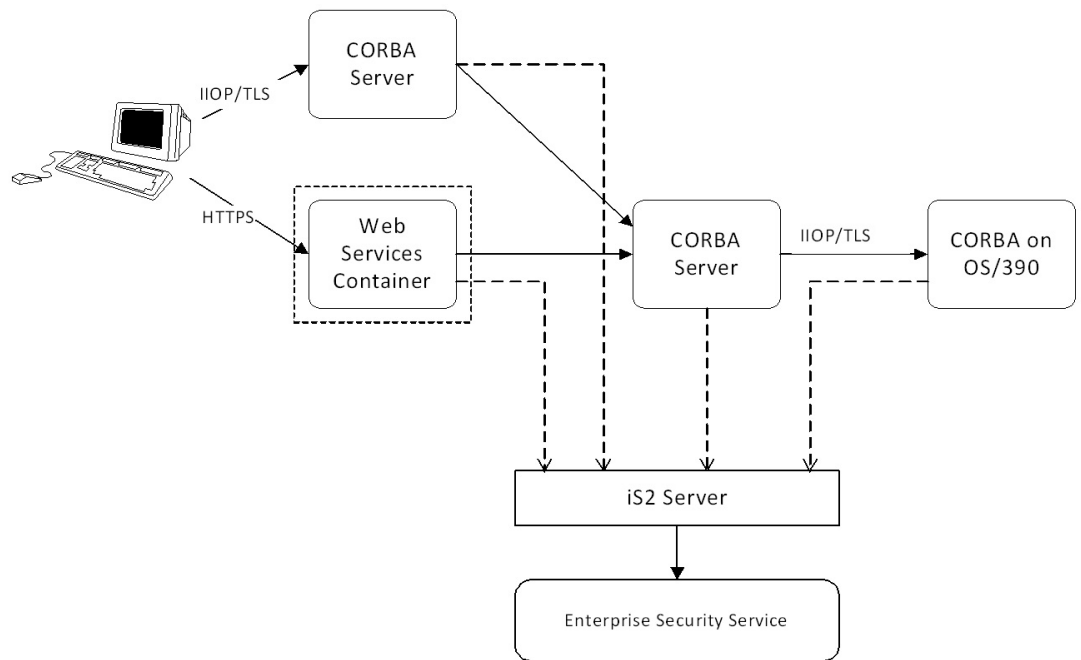 CORBA
Server
IIOP/TLS
HTTPS
Web
Services
Container
CORBA
Server
IIOP/TLS
CORBA on
OS/390
iS2 Server
Enterprise Security Service